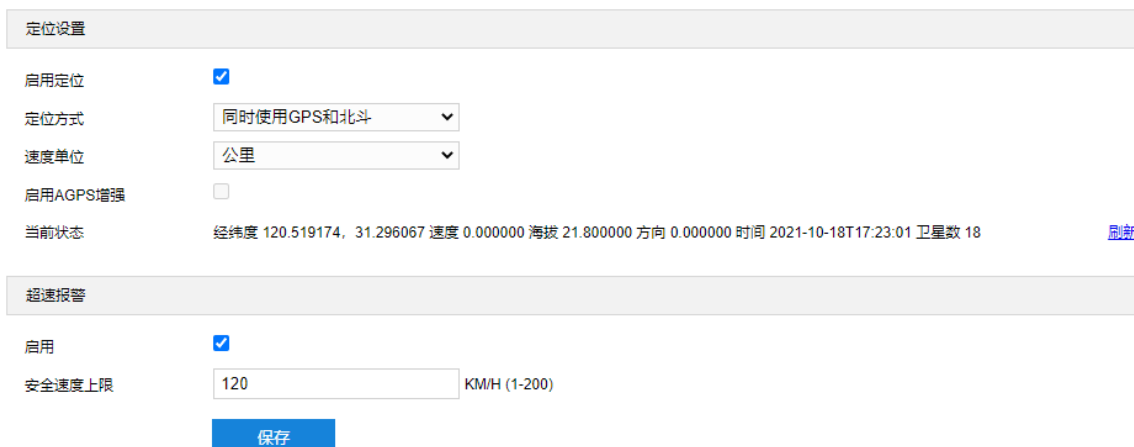 定位设置
启用定位
定位方式 同时使用GPS和北斗
速度单位 公里
启用AGPS增强
当前状态 经纬度 120.519174，31.296067 速度 0.000000 海拔 21.800000 方向 0.000000 时间 2021-10-18T17:23:01 卫星数 18 刷新
超速报警
启用
安全速度上限 120 KM/H (1-200)
保存